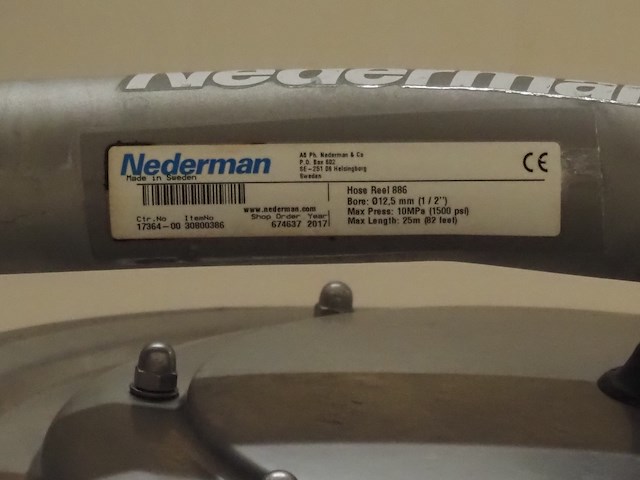 Nederman
Nederman
Made in Sweden
AB Ph. Nederman & Co
P.O. Box 602
SE-251 06 Helsingborg
Sweden
www.nederman.com
Ctr.No ItemNo Shop Order Year
17364-00 30800386 674637 2017
Hose Reel 886
Bore: Ø12,5 mm (1/2'')
Max Press: 10MPa (1500 psi)
Max Length: 25m (82 feet)
CE